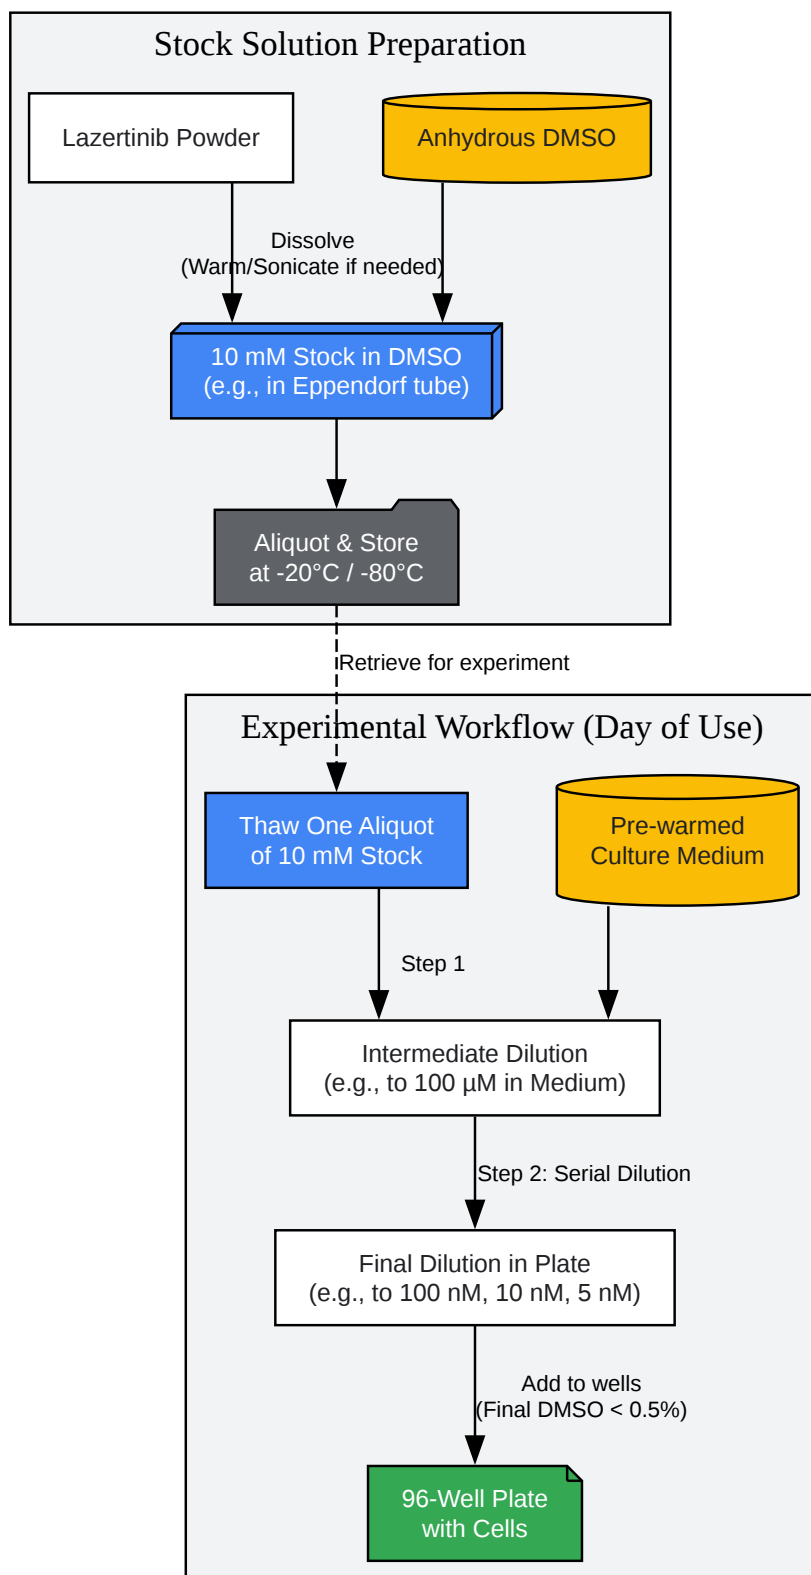 Stock Solution Preparation
Lazertinib Powder
Anhydrous DMSO
Dissolve
(Warm/Sonicate if needed)
10 mM Stock in DMSO
(e.g., in Eppendorf tube)
Aliquot & Store
at -20°C / -80°C
Retrieve for experiment
Experimental Workflow (Day of Use)
Thaw One Aliquot
of 10 mM Stock
Pre-warmed
Culture Medium
Step 1
Intermediate Dilution
(e.g., to 100 µM in Medium)
Step 2: Serial Dilution
Final Dilution in Plate
(e.g., to 100 nM, 10 nM, 5 nM)
Add to wells
(Final DMSO < 0.5%)
96-Well Plate
with Cells